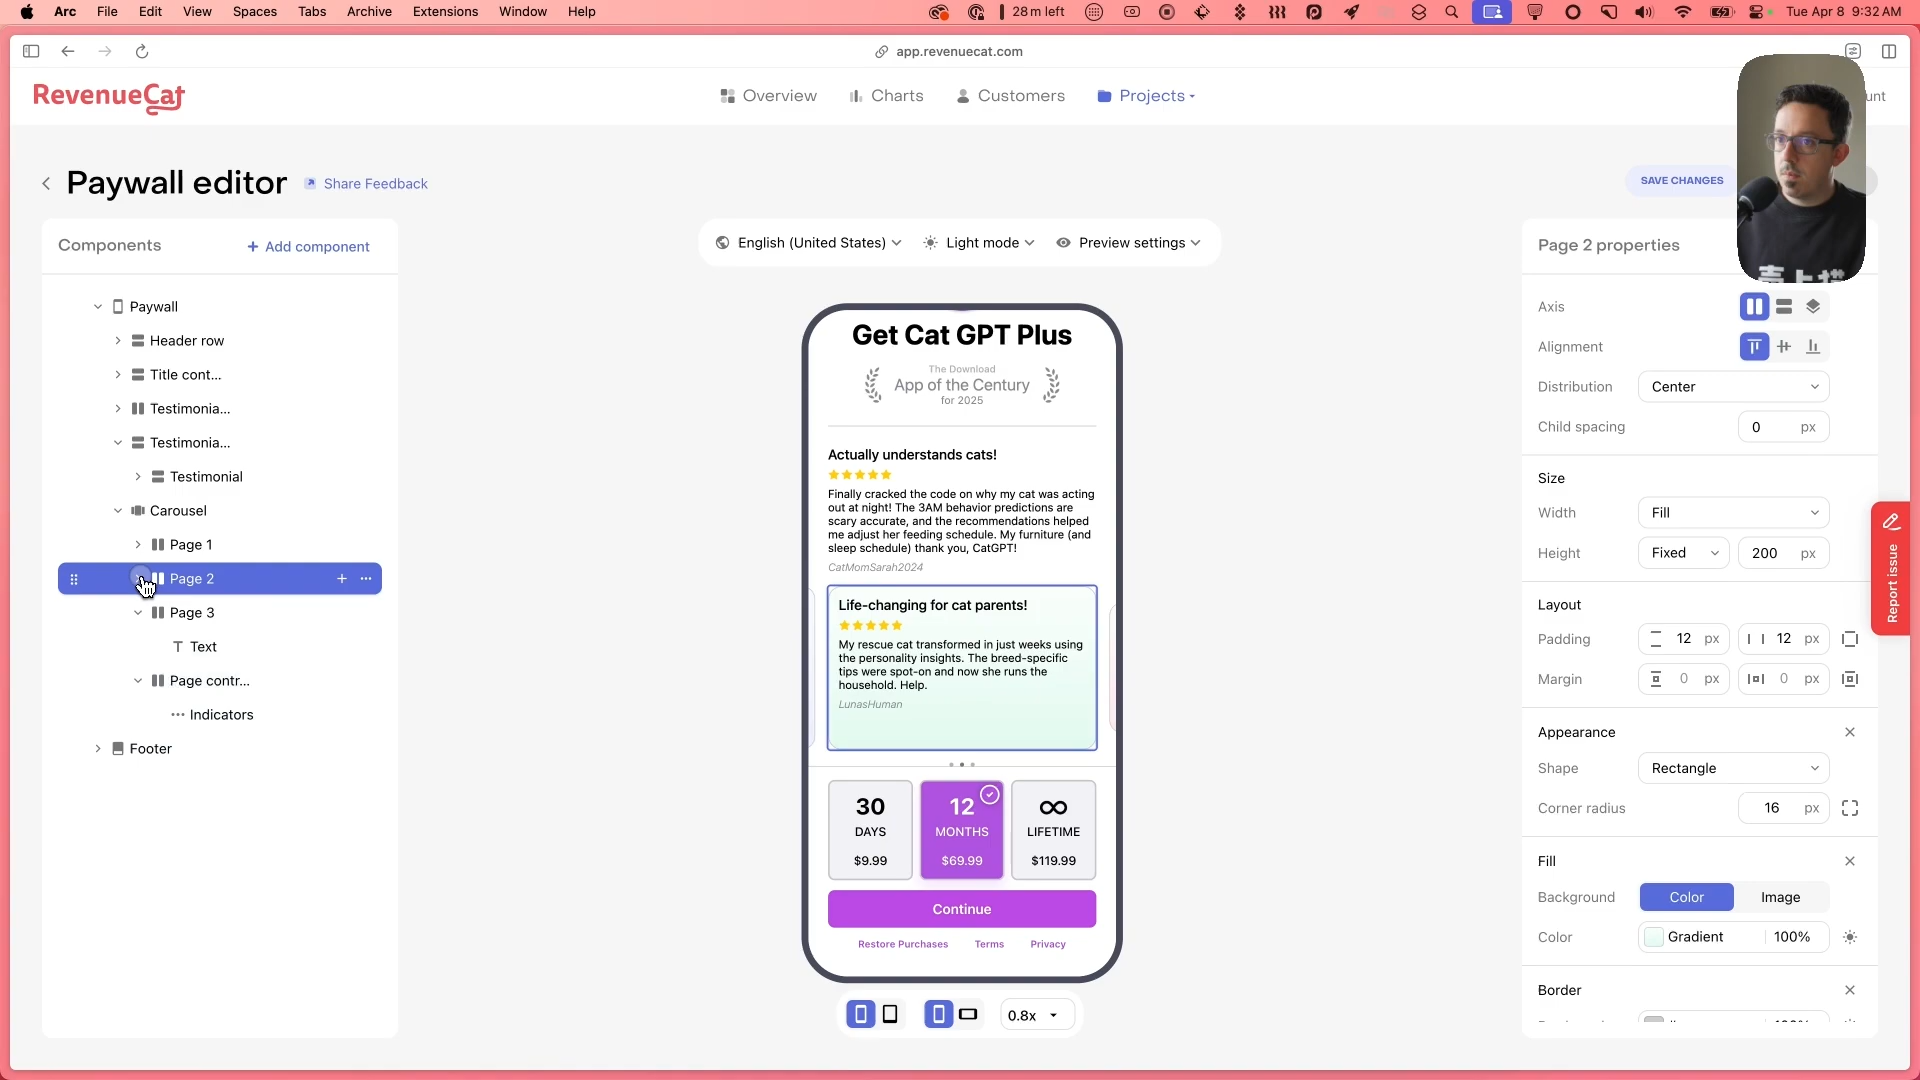 Arc File Edit View Spaces Tabs Archive Extensions Window Help 28m left Tue Apr 8 9:32 AM
app.revenuecat.com
RevenueCat
Overview Charts Customers Projects
Paywall editor
Share Feedback
SAVE CHANGES
Components
+ Add component
Paywall
Header row
Title cont...
Testimonia...
Testimonia...
Testimonial
Carousel
Page 1
Page 2
Page 3
Text
Page contr...
Indicators
Footer
English (United States) Light mode Preview settings
Get Cat GPT Plus
The Download
App of the Century
for 2025
Actually understands cats!
Finally cracked the code on why my cat was acting
out at night! The 3AM behavior predictions are
scary accurate, and the recommendations helped
me adjust her feeding schedule. My furniture (and
sleep schedule) thank you, CatGPT!
CatMomSarah2024
Life-changing for cat parents!
My rescue cat transformed in just weeks using
the personality insights. The breed-specific
tips were spot-on and now she runs the
household. Help.
LunasHuman
30
DAYS
$9.99
12
MONTHS
$69.99
∞
LIFETIME
$119.99
Continue
Restore Purchases Terms Privacy
0.8x
Page 2 properties
Axis
Alignment
Distribution Center
Child spacing 0 px
Size
Width Fill
Height Fixed 200 px
Layout
Padding 12 px 12 px
Margin 0 px 0 px
Appearance
Shape Rectangle
Corner radius 16 px
Fill
Background Color Image
Color Gradient 100%
Border
Report issue